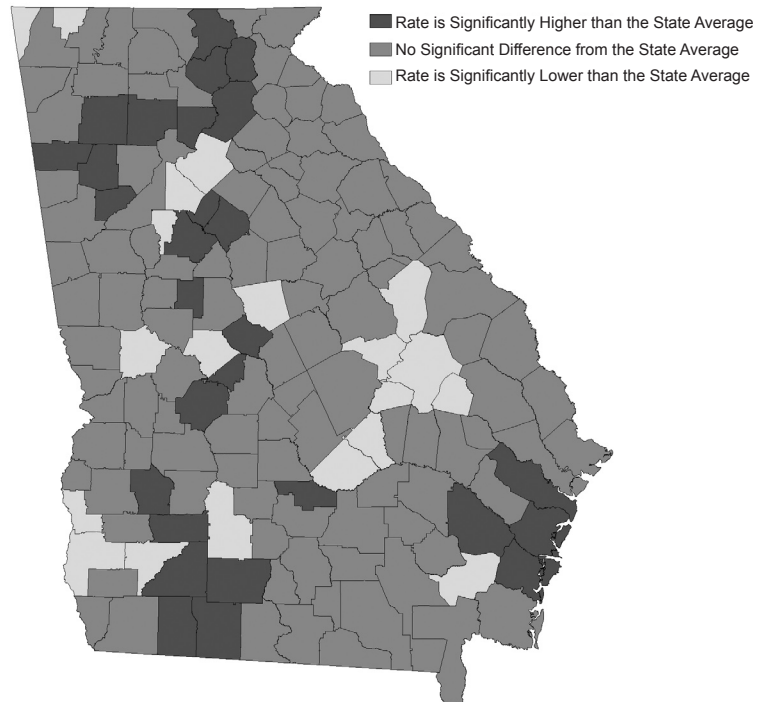 Rate is Significantly Higher than the State Average
No Significant Difference from the State Average
Rate is Significantly Lower than the State Average